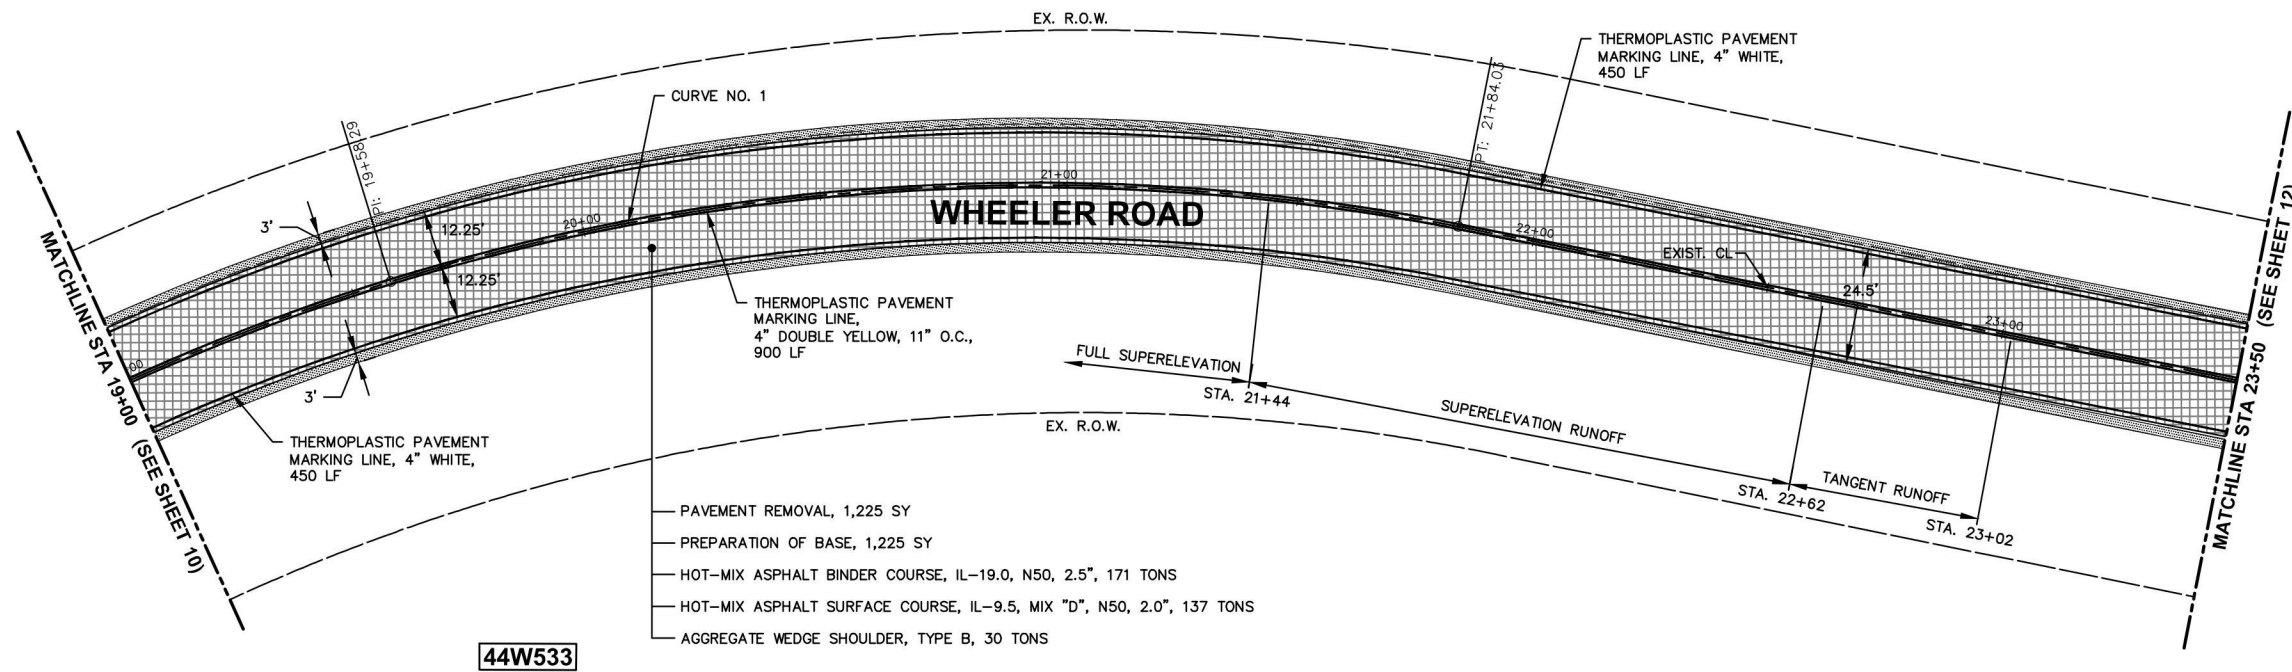 EX. R.O.W.
THERMOPLASTIC PAVEMENT
MARKING LINE, 4" WHITE,
450 LF
CURVE NO. 1
PI: 19+58.29
PT: 21+84.03
3'
12.25'
12.25'
20+00
21+00
WHEELER ROAD
22+00
EXIST. CL
24.5'
23+00
+00
3'
MATCHLINE STA 19+00 (SEE SHEET 10)
MATCHLINE STA 23+50 (SEE SHEET 12)
THERMOPLASTIC PAVEMENT
MARKING LINE,
4" DOUBLE YELLOW, 11" O.C.,
900 LF
FULL SUPERELEVATION
STA. 21+44
SUPERELEVATION RUNOFF
STA. 22+62
TANGENT RUNOFF
STA. 23+02
EX. R.O.W.
THERMOPLASTIC PAVEMENT
MARKING LINE, 4" WHITE,
450 LF
PAVEMENT REMOVAL, 1,225 SY
PREPARATION OF BASE, 1,225 SY
HOT-MIX ASPHALT BINDER COURSE, IL-19.0, N50, 2.5", 171 TONS
HOT-MIX ASPHALT SURFACE COURSE, IL-9.5, MIX "D", N50, 2.0", 137 TONS
AGGREGATE WEDGE SHOULDER, TYPE B, 30 TONS
44W533